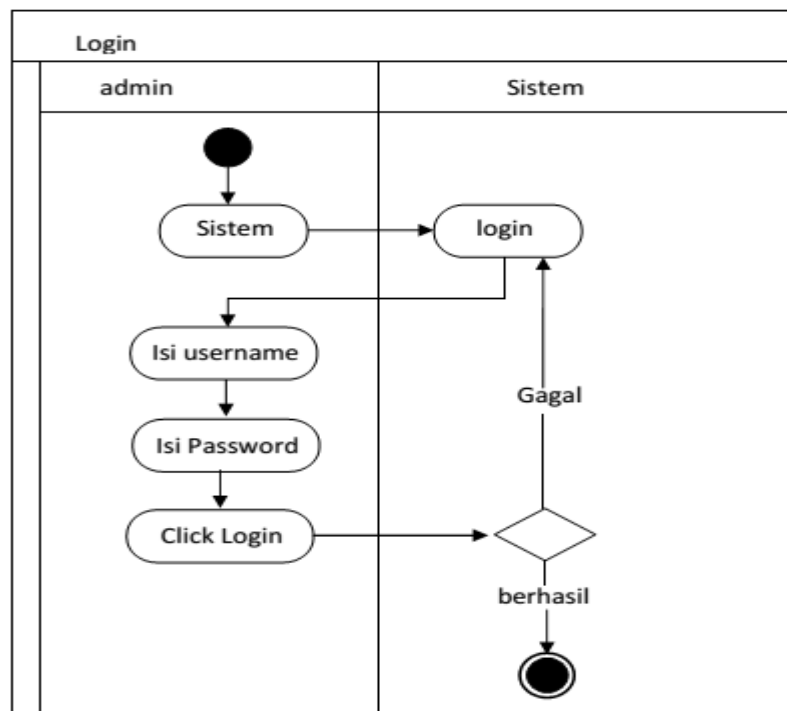 Login
admin
Sistem
Sistem
login
Isi username
Gagal
Isi Password
Click Login
berhasil